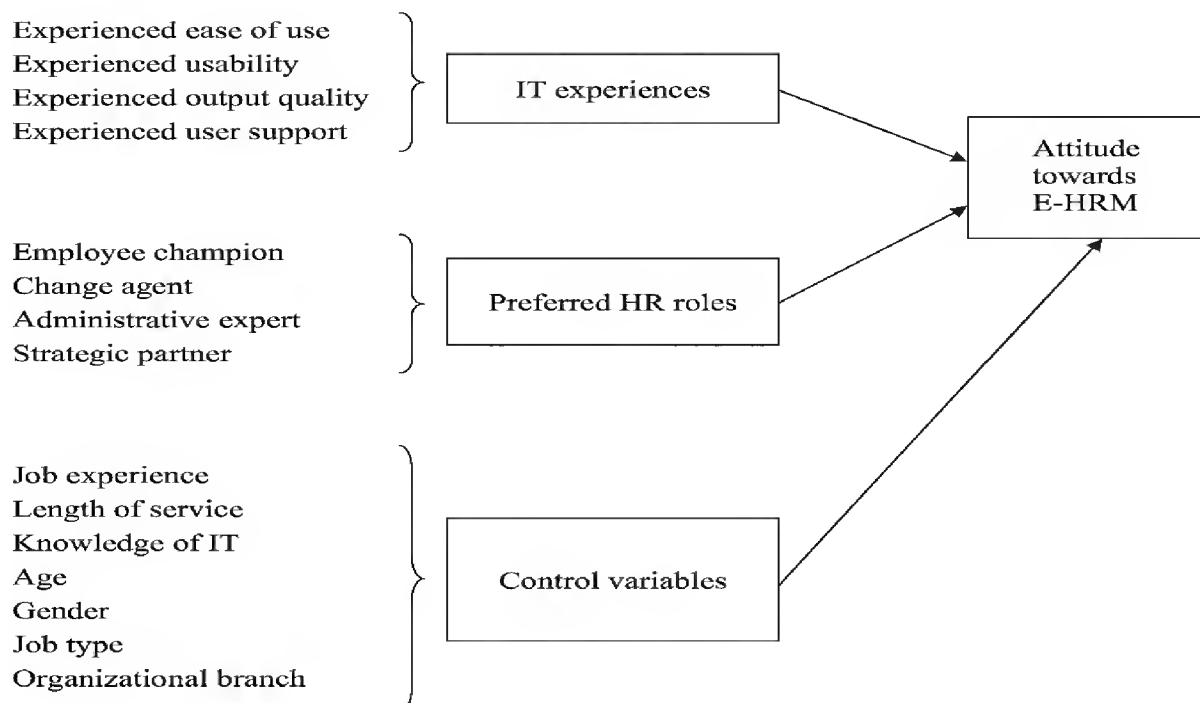 Experienced ease of use
Experienced usability
Experienced output quality
Experienced user support
IT experiences
Attitude
towards
E-HRM
Employee champion
Change agent
Administrative expert
Strategic partner
Preferred HR roles
Job experience
Length of service
Knowledge of IT
Age
Gender
Job type
Organizational branch
Control variables